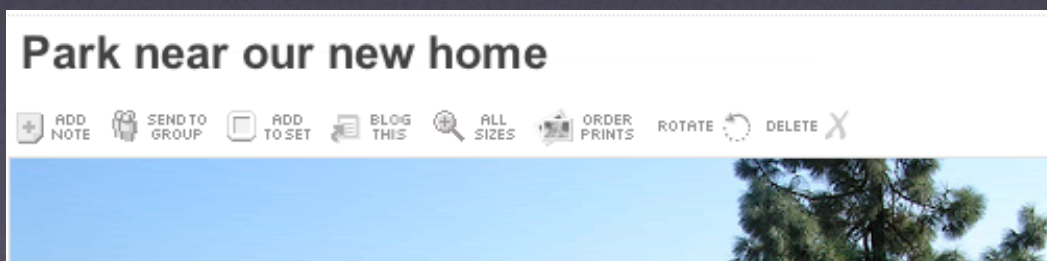 Park near our new home
ADD NOTE
SEND TO GROUP
ADD TO SET
BLOG THIS
ALL SIZES
ORDER PRINTS
ROTATE
DELETE